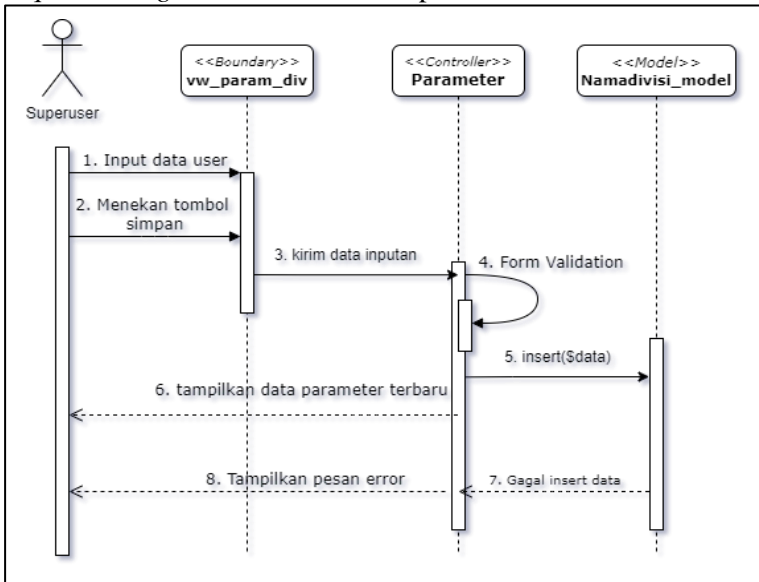 <<Boundary>>
vw_param_div
<<Controller>>
Parameter
<<Model>>
Namadivisi_model
Superuser
1. Input data user
2. Menekan tombol
simpan
3. kirim data inputan
4. Form Validation
5. insert($data)
6. tampilkan data parameter terbaru
7. Gagal insert data
8. Tampilkan pesan error